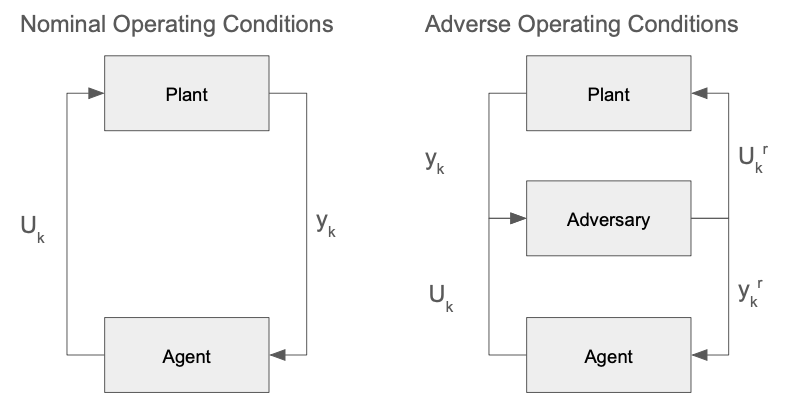 Nominal Operating Conditions
Plant
U_k
y_k
Agent
Adverse Operating Conditions
Plant
y_k
U_k^r
Adversary
U_k
y_k^r
Agent